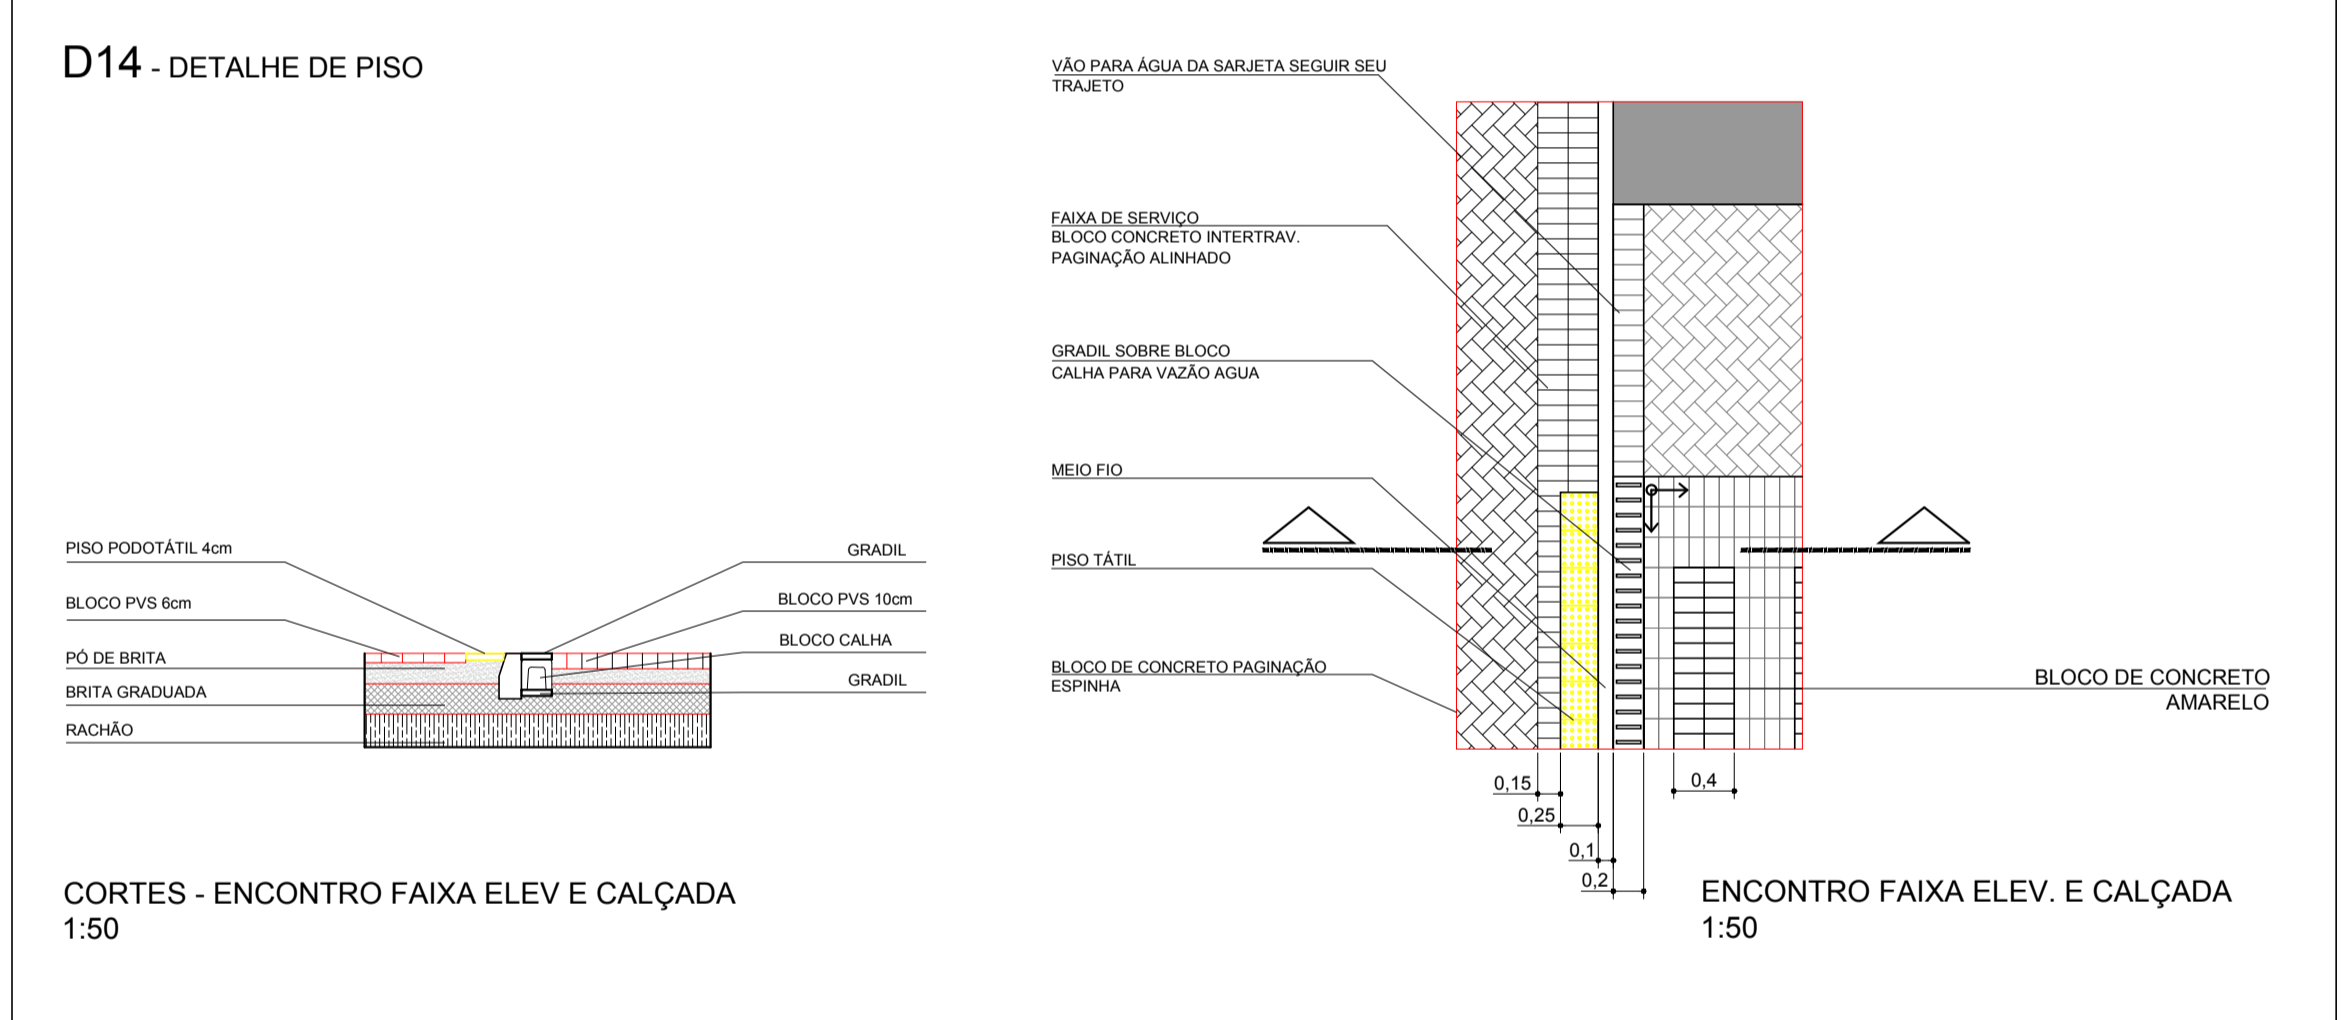 D14 - DETALHE DE PISO
PISO PODOTÁTIL 4cm
BLOCO PVS 6cm
PÓ DE BRITA
BRITA GRADUADA
RACHÃO
GRADIL
BLOCO PVS 10cm
BLOCO CALHA
GRADIL
CORTES - ENCONTRO FAIXA ELEV E CALÇADA
1:50
VÃO PARA ÁGUA DA SARJETA SEGUIR SEU
TRAJETO
FAIXA DE SERVIÇO
BLOCO CONCRETO INTERTRAV.
PAGINAÇÃO ALINHADO
GRADIL SOBRE BLOCO
CALHA PARA VAZÃO AGUA
MEIO FIO
PISO TÁTIL
BLOCO DE CONCRETO PAGINAÇÃO
ESPINHA
BLOCO DE CONCRETO
AMARELO
0,15
0,25
0,1
0,2
0,4
ENCONTRO FAIXA ELEV. E CALÇADA
1:50